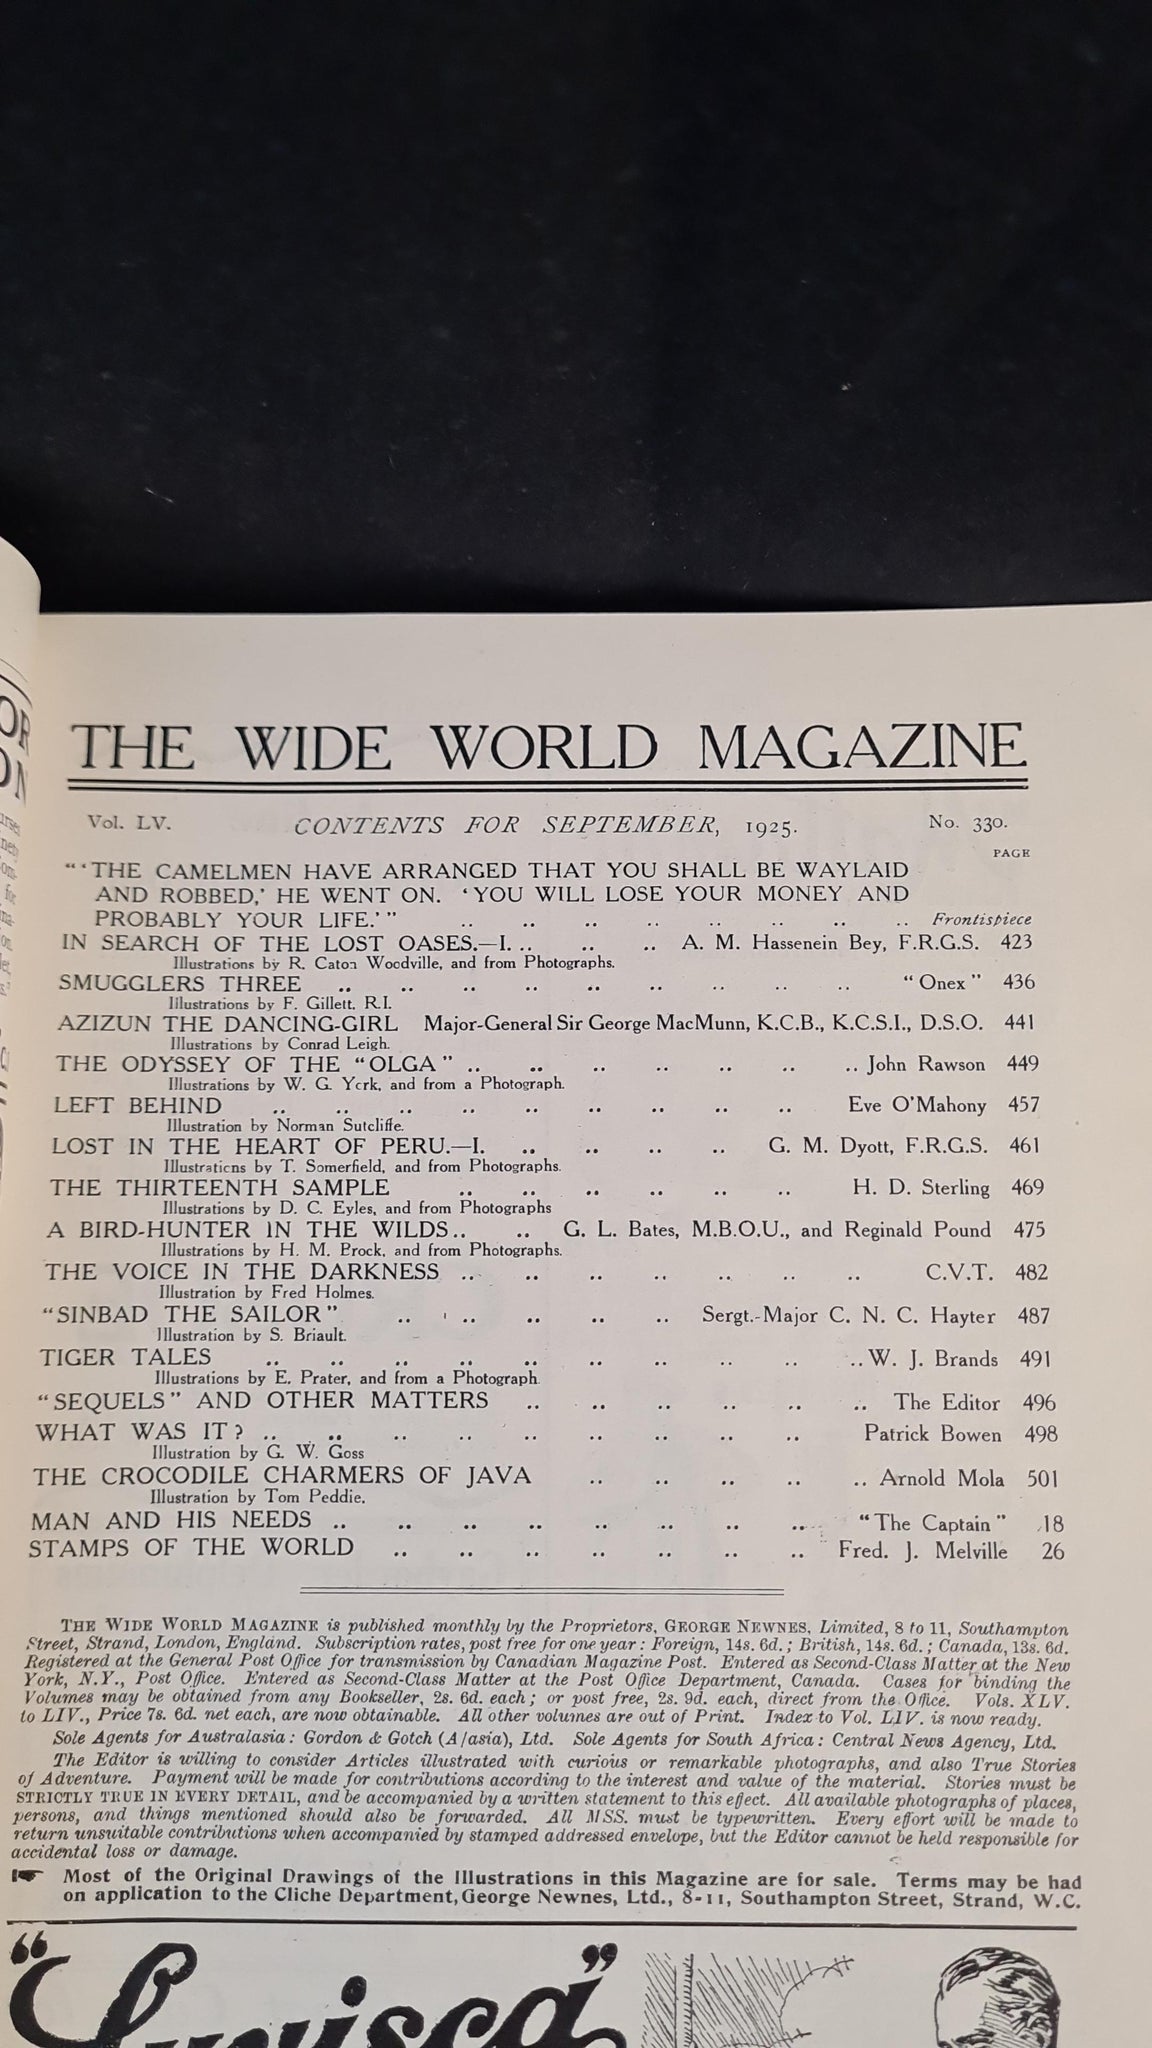 THE WIDE WORLD MAGAZINE
Vol. LV. CONTENTS FOR SEPTEMBER, 1925. No. 330.
PAGE
"'THE CAMELMEN HAVE ARRANGED THAT YOU SHALL BE WAYLAID
AND ROBBED,' HE WENT ON. 'YOU WILL LOSE YOUR MONEY AND
PROBABLY YOUR LIFE.'" .. .. .. .. .. .. .. .. Frontispiece
IN SEARCH OF THE LOST OASES.—I. .. .. .. A. M. Hassenein Bey, F.R.G.S. 423
Illustrations by R. Caton Woodville, and from Photographs.
SMUGGLERS THREE .. .. .. .. .. .. .. .. .. "Onex" 436
Illustrations by F. Gillett, R.I.
AZIZUN THE DANCING-GIRL Major-General Sir George MacMunn, K.C.B., K.C.S.I., D.S.O. 441
Illustrations by Conrad Leigh.
THE ODYSSEY OF THE "OLGA" .. .. .. .. .. .. .. John Rawson 449
Illustrations by W. G. York, and from a Photograph.
LEFT BEHIND .. .. .. .. .. .. .. .. .. Eve O'Mahony 457
Illustration by Norman Sutcliffe.
LOST IN THE HEART OF PERU.—I. .. .. .. .. G. M. Dyott, F.R.G.S. 461
Illustrations by T. Somerfield, and from Photographs.
THE THIRTEENTH SAMPLE .. .. .. .. .. .. H. D. Sterling 469
Illustrations by D. C. Eyles, and from Photographs
A BIRD-HUNTER IN THE WILDS .. .. G. L. Bates, M.B.O.U., and Reginald Pound 475
Illustrations by H. M. Brock, and from Photographs.
THE VOICE IN THE DARKNESS .. .. .. .. .. .. .. C.V.T. 482
Illustration by Fred Holmes.
"SINBAD THE SAILOR" .. .. .. .. .. Sergt.-Major C. N. C. Hayter 487
Illustration by S. Briault.
TIGER TALES .. .. .. .. .. .. .. .. .. .. W. J. Brands 491
Illustrations by E. Prater, and from a Photograph.
"SEQUELS" AND OTHER MATTERS .. .. .. .. .. .. The Editor 496
WHAT WAS IT? .. .. .. .. .. .. .. .. .. Patrick Bowen 498
Illustration by G. W. Goss
THE CROCODILE CHARMERS OF JAVA .. .. .. .. .. Arnold Mola 501
Illustration by Tom Peddie.
MAN AND HIS NEEDS .. .. .. .. .. .. .. .. "The Captain" 18
STAMPS OF THE WORLD .. .. .. .. .. .. .. Fred. J. Melville 26
THE WIDE WORLD MAGAZINE is published monthly by the Proprietors, GEORGE NEWNES, Limited, 8 to 11, Southampton
Street, Strand, London, England. Subscription rates, post free for one year: Foreign, 14s. 6d.; British, 14s. 6d.; Canada, 13s. 6d.
Registered at the General Post Office for transmission by Canadian Magazine Post. Entered as Second-Class Matter at the New
York, N.Y., Post Office. Entered as Second-Class Matter at the Post Office Department, Canada. Cases for binding the
Volumes may be obtained from any Bookseller, 2s. 6d. each; or post free, 2s. 9d. each, direct from the Office. Vols. XLV.
to LIV., Price 7s. 6d. net each, are now obtainable. All other volumes are out of Print. Index to Vol. LIV. is now ready.
Sole Agents for Australasia: Gordon & Gotch (A/asia), Ltd. Sole Agents for South Africa: Central News Agency, Ltd.
The Editor is willing to consider Articles illustrated with curious or remarkable photographs, and also True Stories
of Adventure. Payment will be made for contributions according to the interest and value of the material. Stories must be
STRICTLY TRUE IN EVERY DETAIL, and be accompanied by a written statement to this effect. All available photographs of places,
persons, and things mentioned should also be forwarded. All MSS. must be typewritten. Every effort will be made to
return unsuitable contributions when accompanied by stamped addressed envelope, but the Editor cannot be held responsible for
accidental loss or damage.
☛ Most of the Original Drawings of the Illustrations in this Magazine are for sale. Terms may be had
on application to the Cliche Department, George Newnes, Ltd., 8-11, Southampton Street, Strand, W.C.